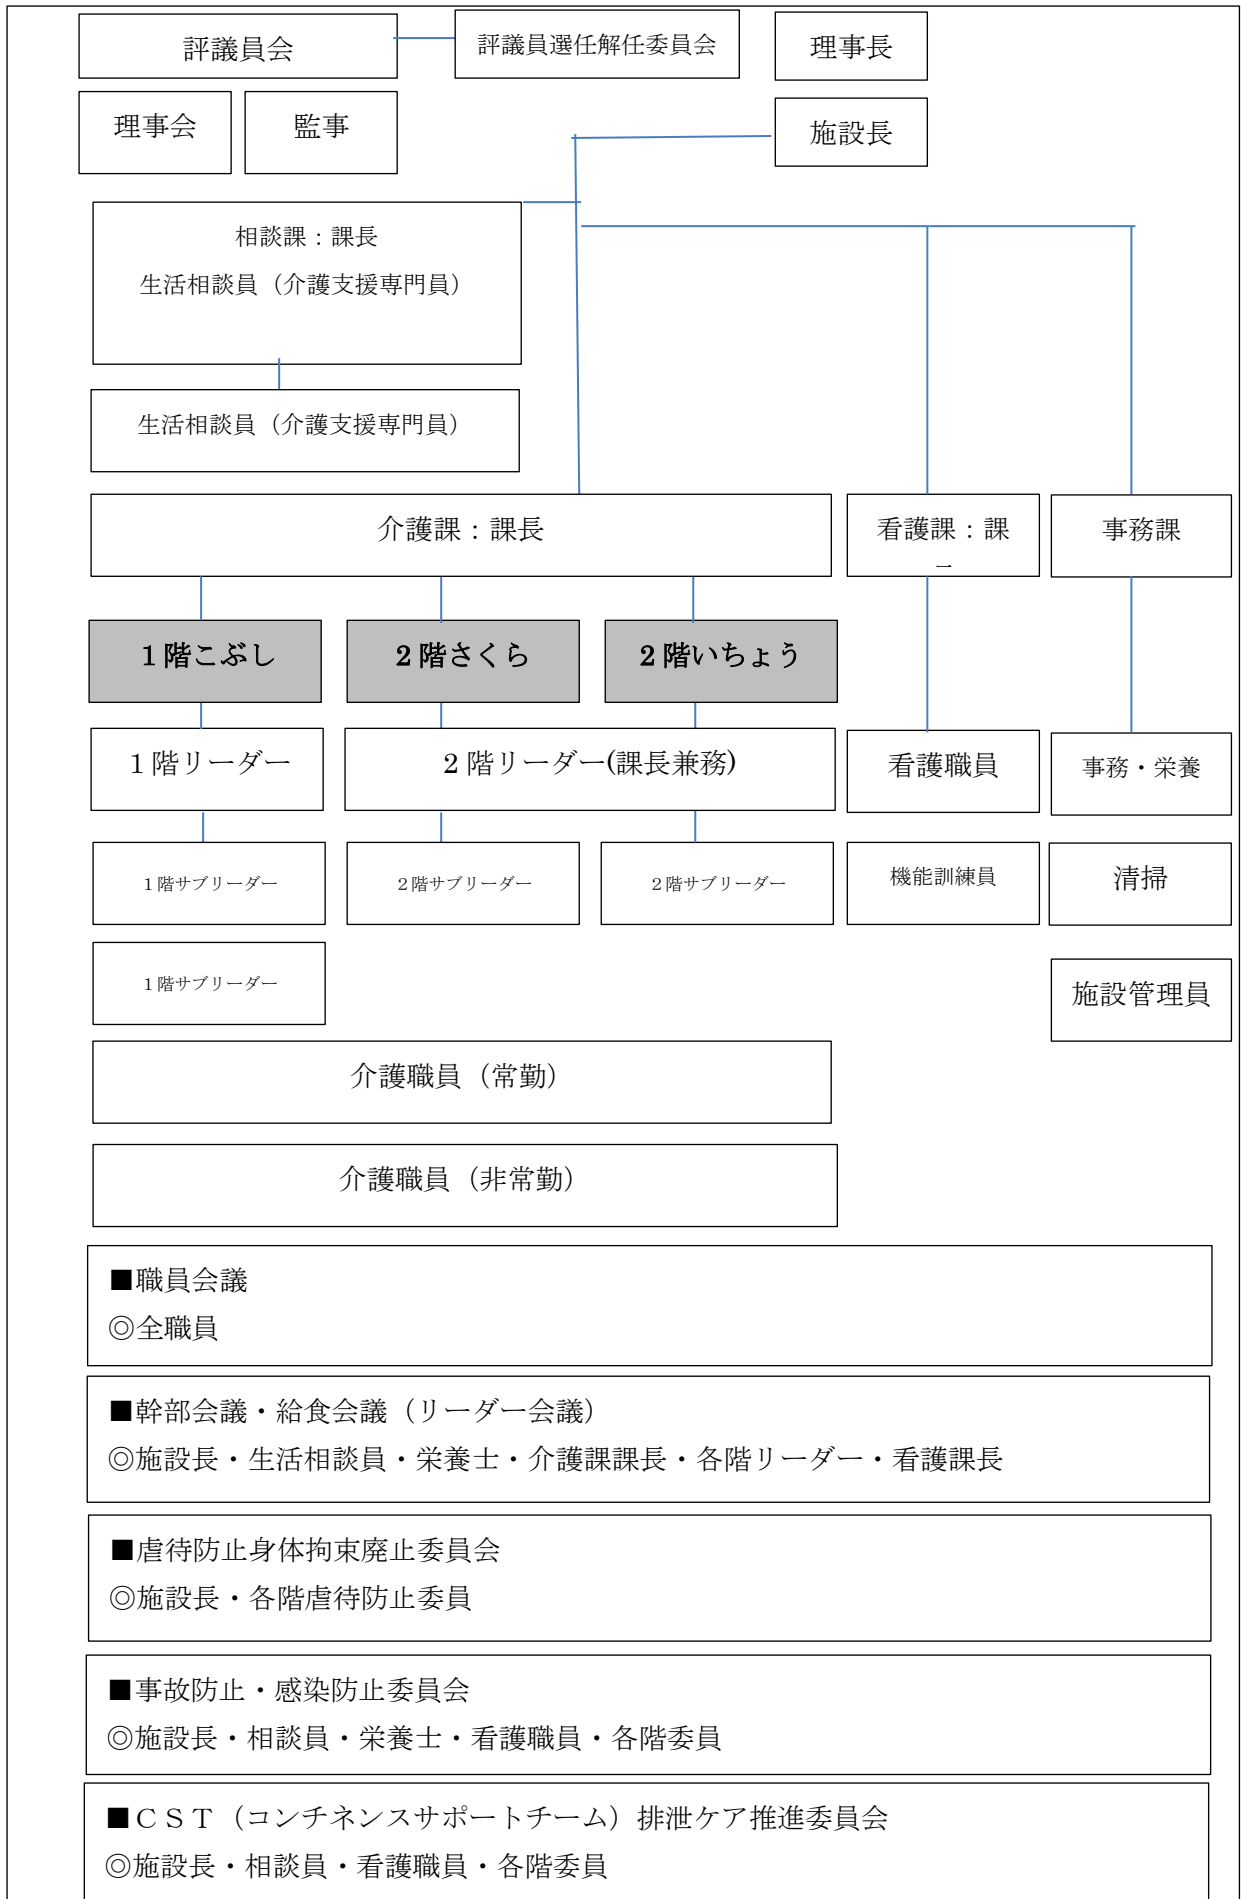 評議員会
評議員選任解任委員会
理事長
理事会
監事
施設長
相談課：課長
生活相談員（介護支援専門員）
生活相談員（介護支援専門員）
介護課：課長
看護課：課
事務課
1階こぶし
2階さくら
2階いちょう
1階リーダー
2階リーダー(課長兼務)
看護職員
事務・栄養
1階サブリーダー
2階サブリーダー
2階サブリーダー
機能訓練員
清掃
1階サブリーダー
施設管理員
介護職員（常勤）
介護職員（非常勤）
■職員会議
◎全職員
■幹部会議・給食会議（リーダー会議）
◎施設長・生活相談員・栄養士・介護課課長・各階リーダー・看護課長
■虐待防止身体拘束廃止委員会
◎施設長・各階虐待防止委員
■事故防止・感染防止委員会
◎施設長・相談員・栄養士・看護職員・各階委員
■ＣＳＴ（コンチネンスサポートチーム）排泄ケア推進委員会
◎施設長・相談員・看護職員・各階委員